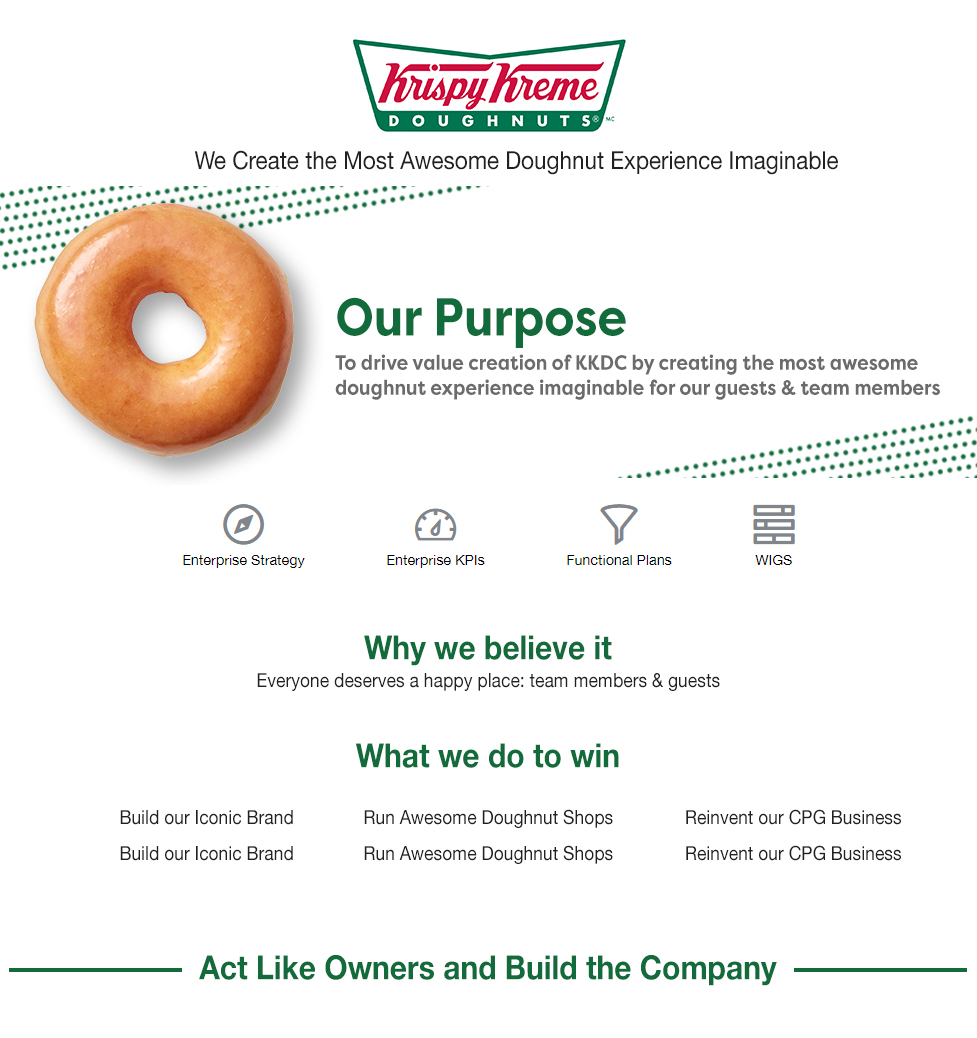 Krispy Kreme
DOUGHNUTS® MC
We Create the Most Awesome Doughnut Experience Imaginable
Our Purpose
To drive value creation of KKDC by creating the most awesome
doughnut experience imaginable for our guests & team members
Enterprise Strategy
Enterprise KPIs
Functional Plans
WIGS
Why we believe it
Everyone deserves a happy place: team members & guests
What we do to win
Build our Iconic Brand
Run Awesome Doughnut Shops
Reinvent our CPG Business
Build our Iconic Brand
Run Awesome Doughnut Shops
Reinvent our CPG Business
Act Like Owners and Build the Company